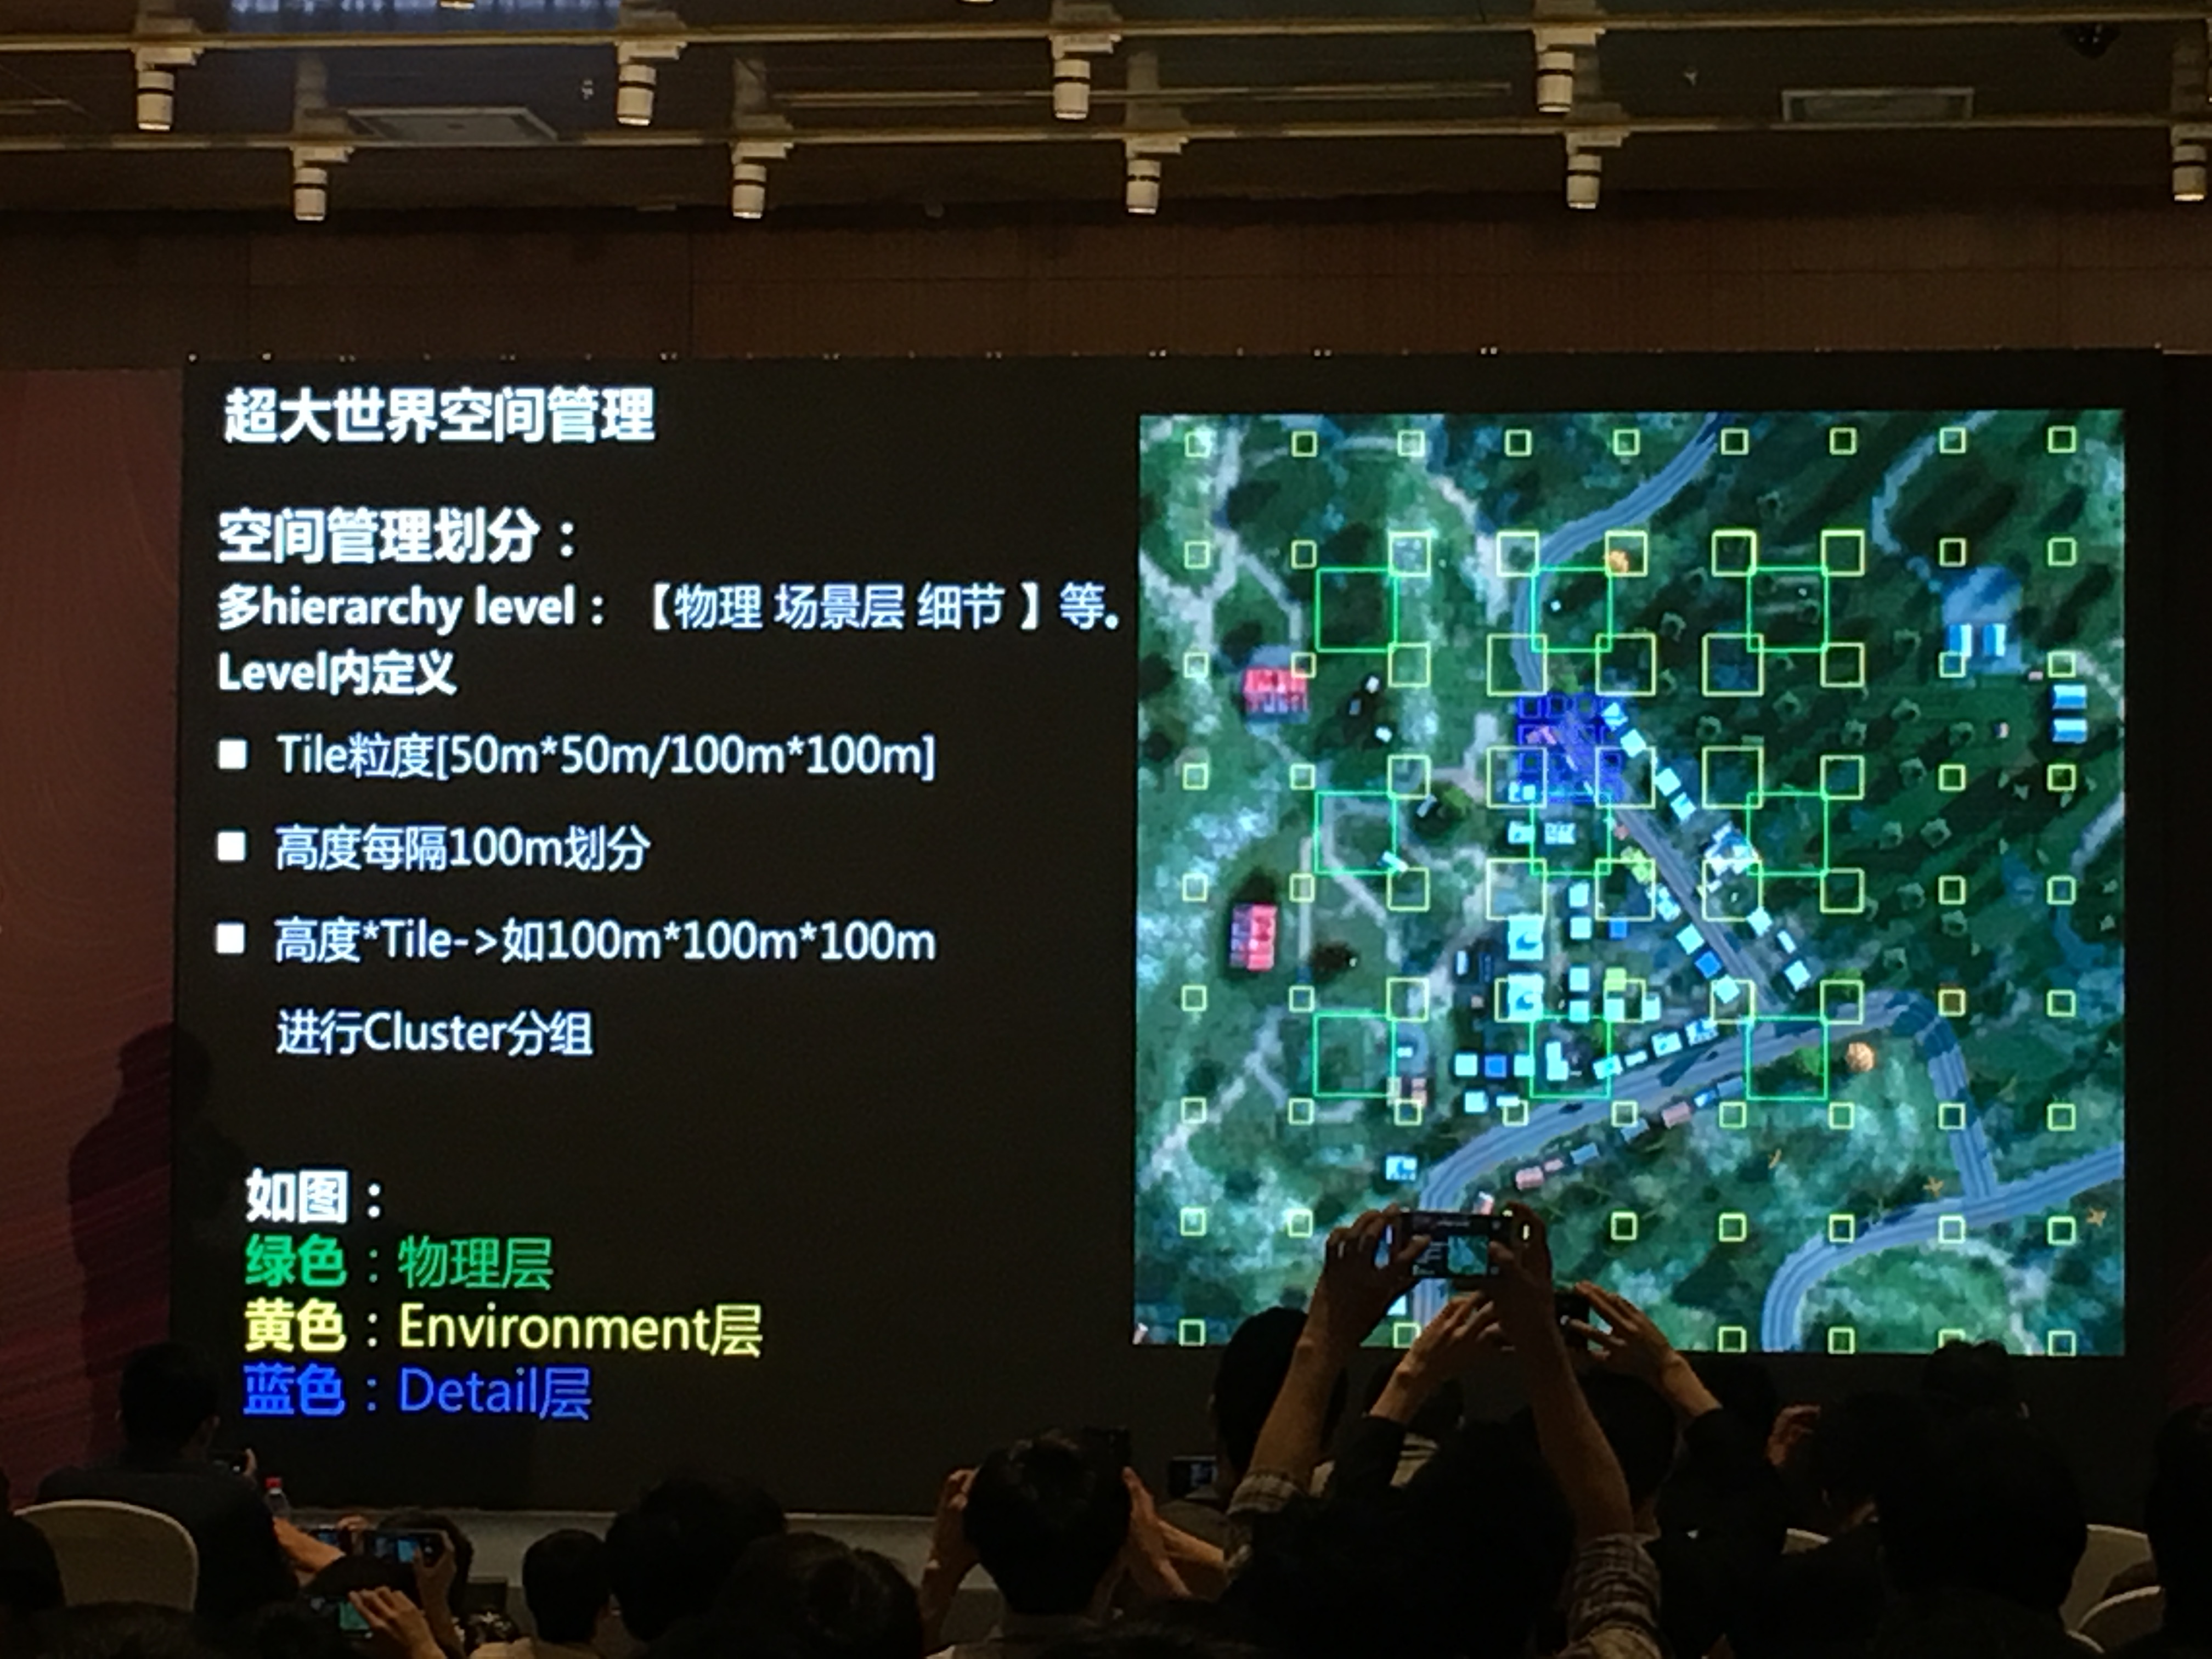 超大世界空间管理
空间管理划分：
多hierarchy level：【物理 场景层 细节 】等。
Level内定义
■ Tile粒度[50m*50m/100m*100m]
■ 高度每隔100m划分
■ 高度*Tile->如100m*100m*100m
进行Cluster分组
如图：
绿色：物理层
黄色：Environment层
蓝色：Detail层